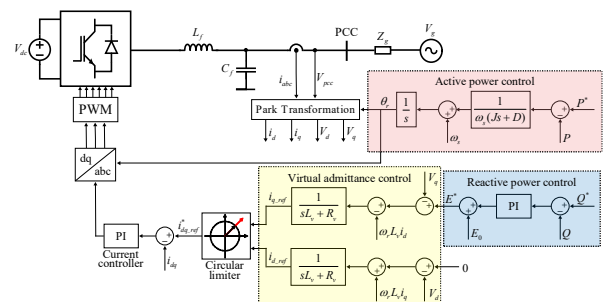 V_dc
L_f
C_f
PCC
Z_g
V_g
i_abc
V_pcc
PWM
Park Transformation
i_d
i_q
V_d
V_q
θ_r
Active power control
1/s
1/(ω_s(Js+D))
P*
ω_s
P
dq/abc
Virtual admittance control
V_q
Reactive power control
i_q_ref
1/(sL_v+R_v)
E*
PI
Q*
ω_r L_v i_d
E_0
Q
PI
i*_dq_ref
i_dq
Current controller
Circular limiter
i_d_ref
1/(sL_v+R_v)
0
ω_r L_v i_q
V_d